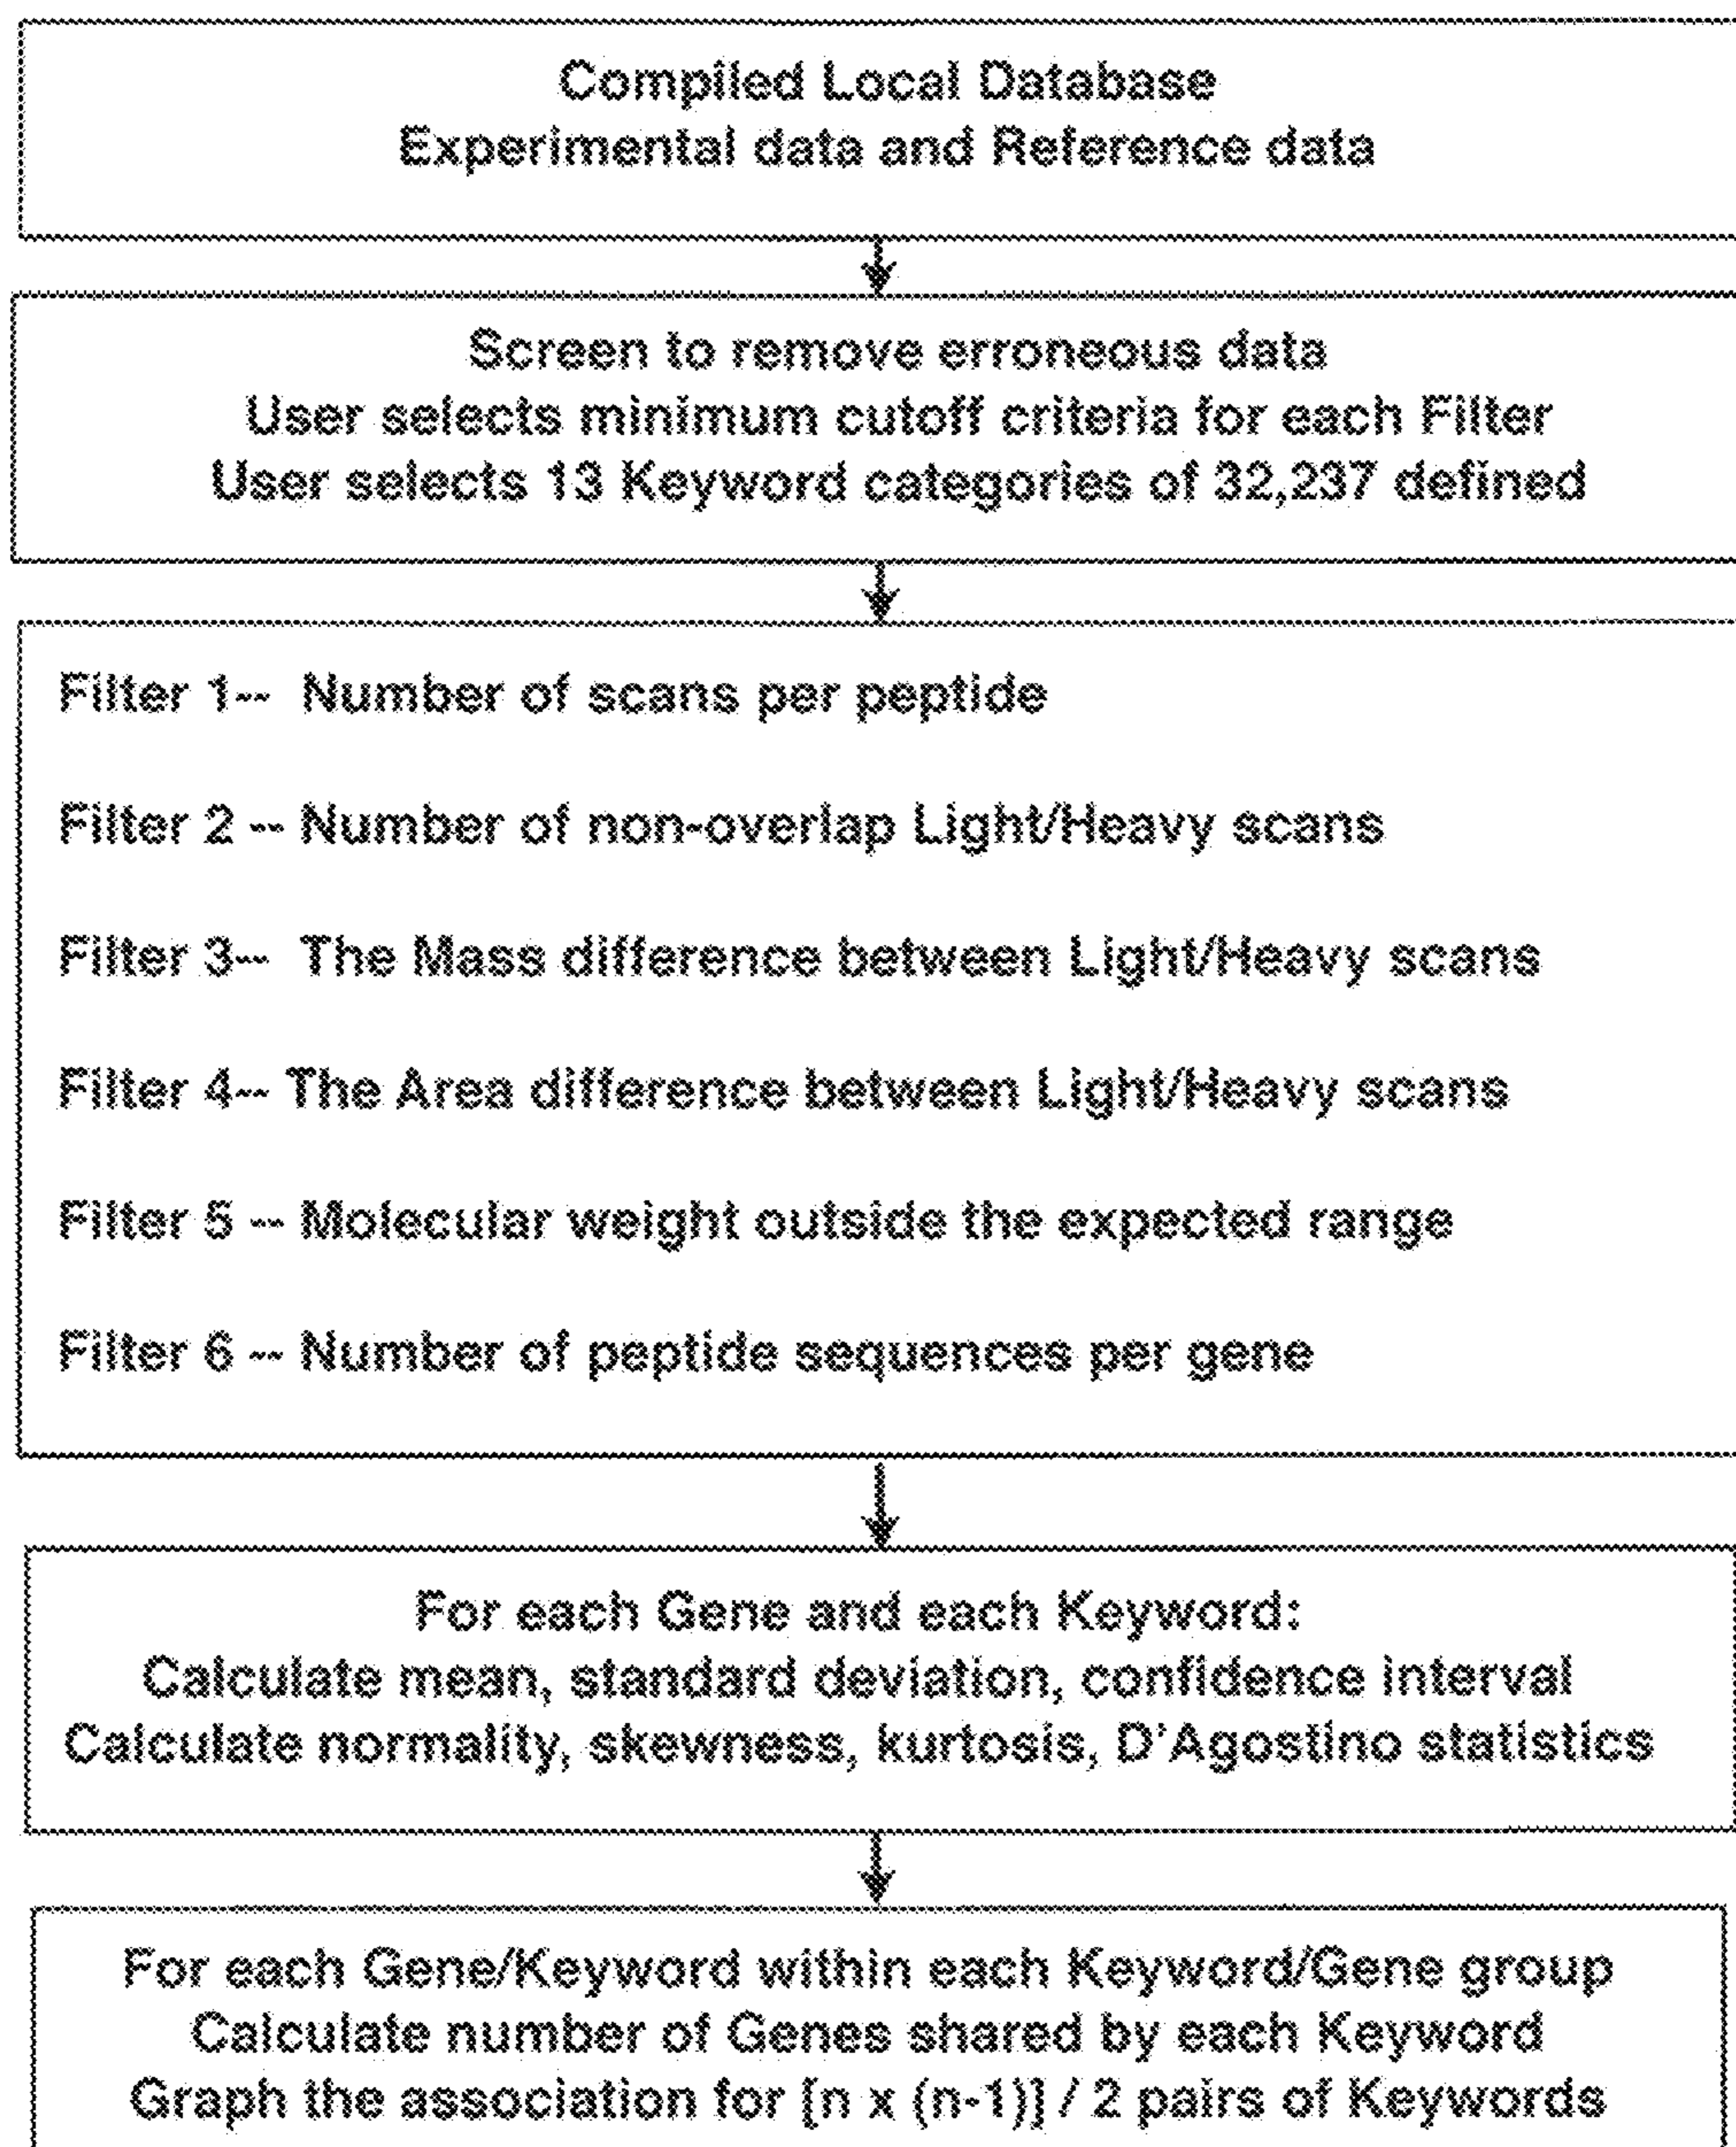 Compiled Local Database
Experimental data and Reference data
Screen to remove erroneous data
User selects minimum cutoff criteria for each Filter
User selects 13 Keyword categories of 32,237 defined
Filter 1-- Number of scans per peptide
Filter 2 -- Number of non-overlap Light/Heavy scans
Filter 3-- The Mass difference between Light/Heavy scans
Filter 4-- The Area difference between Light/Heavy scans
Filter 5 -- Molecular weight outside the expected range
Filter 6 -- Number of peptide sequences per gene
For each Gene and each Keyword:
Calculate mean, standard deviation, confidence interval
Calculate normality, skewness, kurtosis, D'Agostino statistics
For each Gene/Keyword within each Keyword/Gene group
Calculate number of Genes shared by each Keyword
Graph the association for [n x (n-1)] / 2 pairs of Keywords